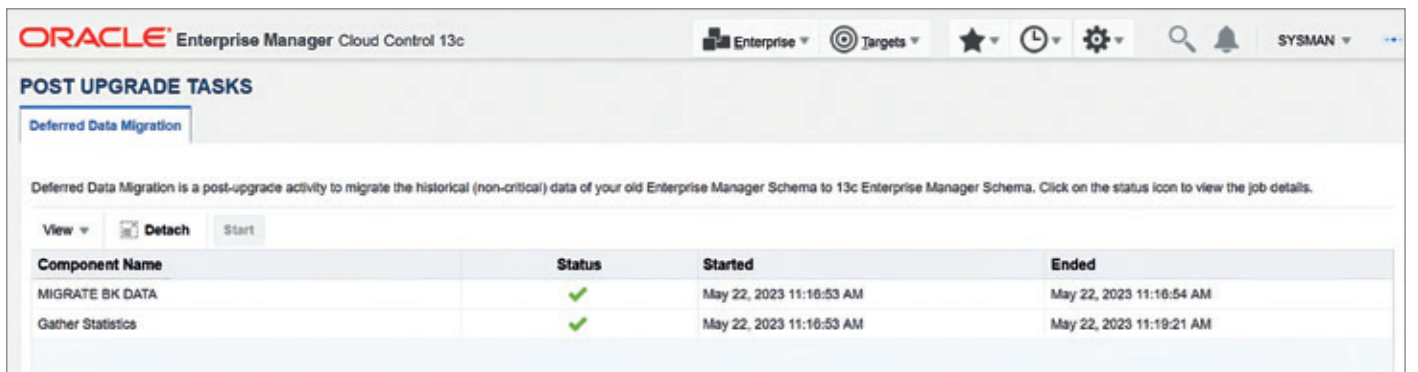 ORACLE Enterprise Manager Cloud Control 13c Enterprise Targets SYSMAN
POST UPGRADE TASKS
Deferred Data Migration
Deferred Data Migration is a post-upgrade activity to migrate the historical (non-critical) data of your old Enterprise Manager Schema to 13c Enterprise Manager Schema. Click on the status icon to view the job details.
View Detach Start
Component Name Status Started Ended
MIGRATE BK DATA May 22, 2023 11:16:53 AM May 22, 2023 11:16:54 AM
Gather Statistics May 22, 2023 11:16:53 AM May 22, 2023 11:19:21 AM